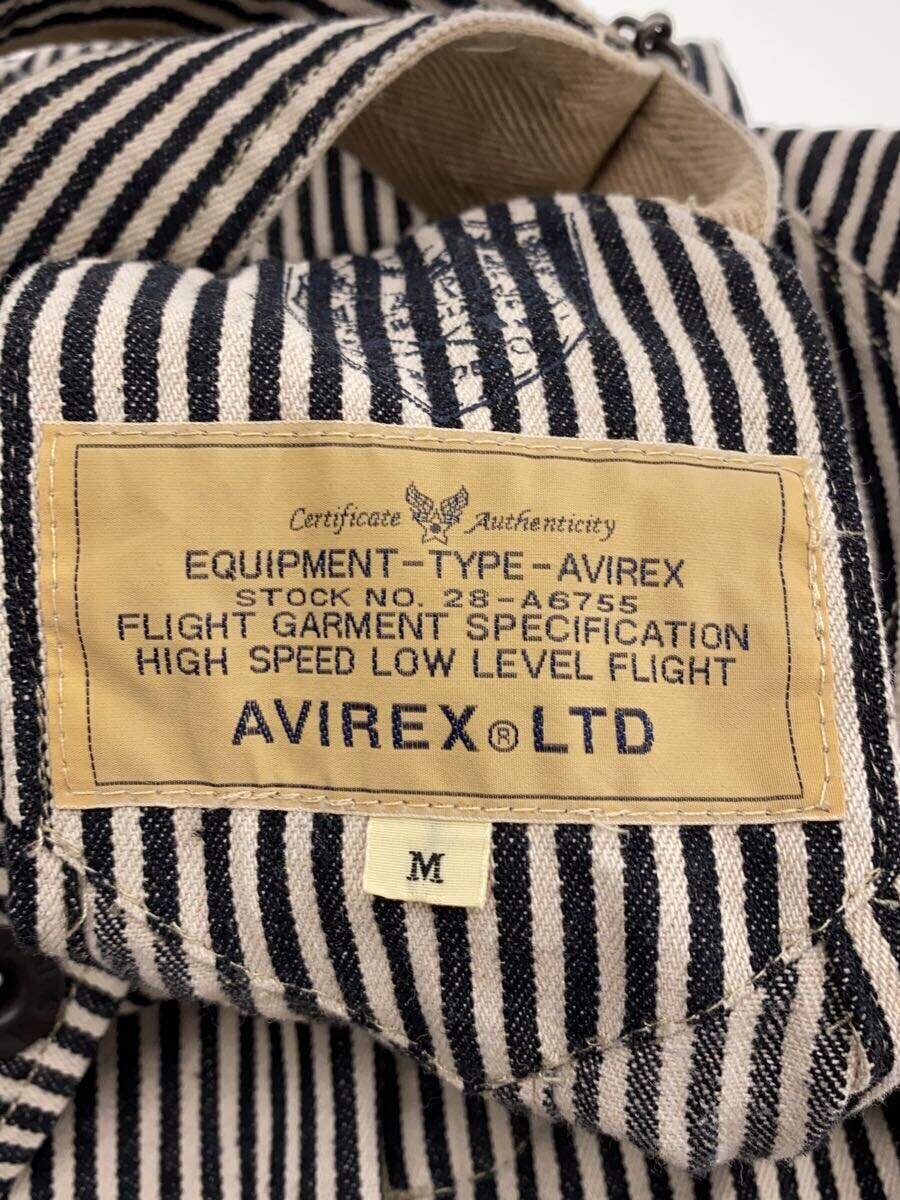 Certificate Authenticity
EQUIPMENT-TYPE-AVIREX
STOCK NO. 28-A6755
FLIGHT GARMENT SPECIFICATION
HIGH SPEED LOW LEVEL FLIGHT
AVIREX® LTD
M